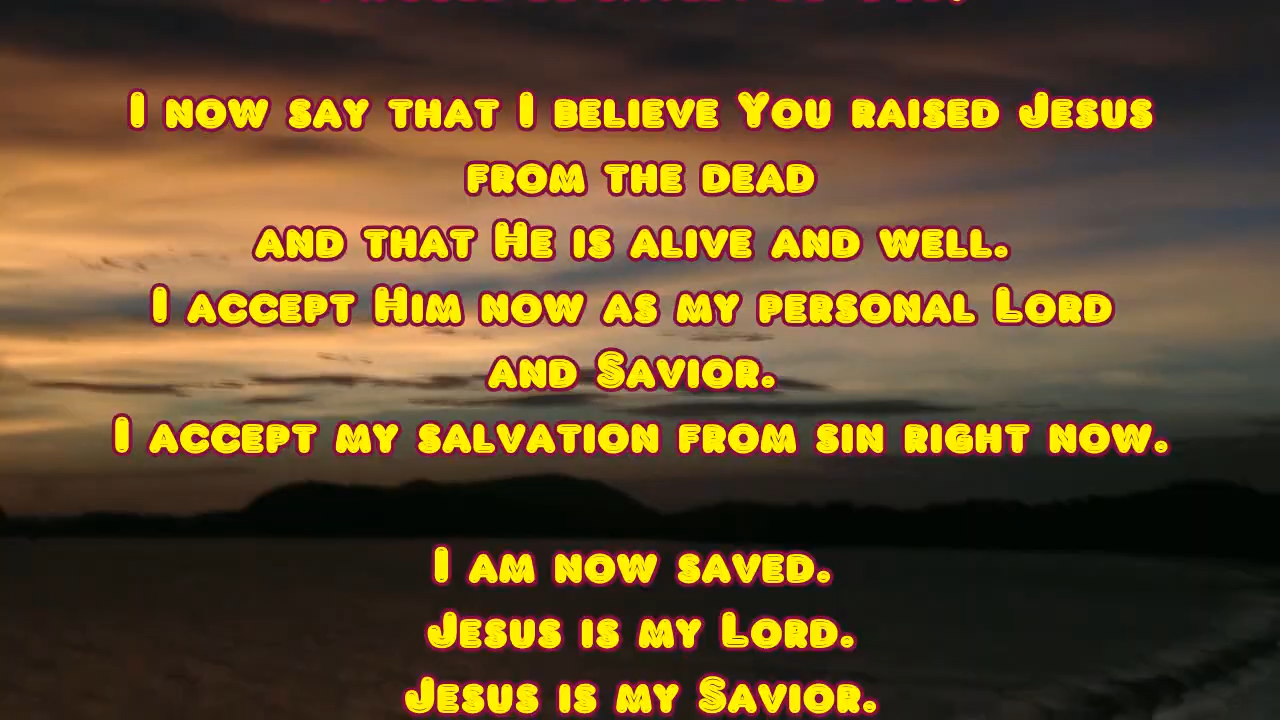 I now say that I believe You raised Jesus
from the dead
and that He is alive and well.
I accept Him now as my personal Lord
and Savior.
I accept my salvation from sin right now.
I am now saved.
Jesus is my Lord.
Jesus is my Savior.